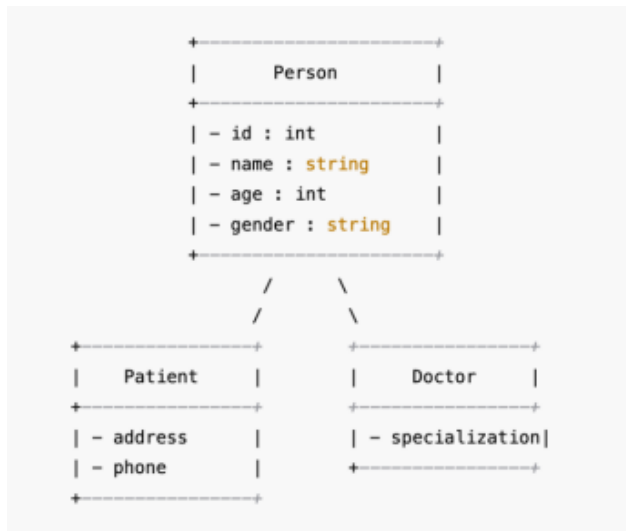 Person
- id : int
- name : string
- age : int
- gender : string
Patient
Doctor
- address
- specialization
- phone